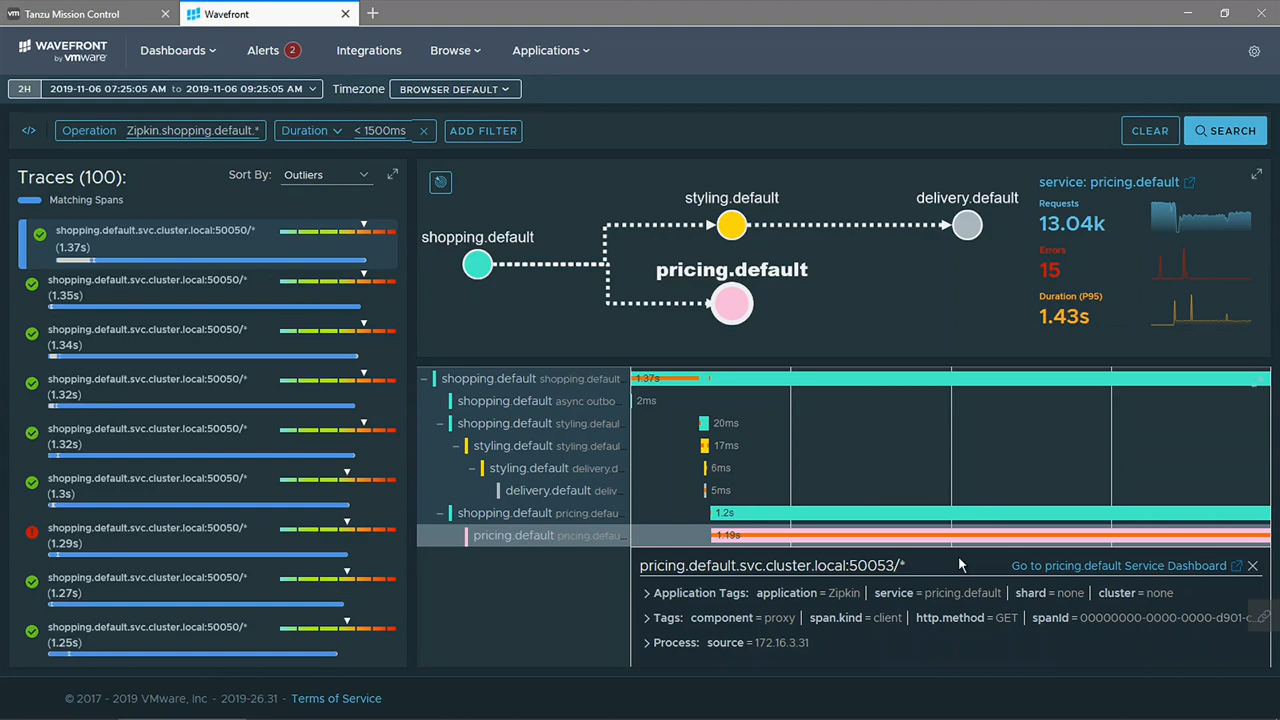 Tanzu Mission Control
Wavefront
WAVEFRONT
by vmware
Dashboards
Alerts 2
Integrations
Browse
Applications
2H 2019-11-06 07:25:05 AM to 2019-11-06 09:25:05 AM
Timezone
BROWSER DEFAULT
Operation Zipkin.shopping.default.*
Duration < 1500ms
ADD FILTER
CLEAR
SEARCH
Traces (100):
Sort By: Outliers
Matching Spans
shopping.default.svc.cluster.local:50050/*
(1.37s)
shopping.default.svc.cluster.local:50050/*
(1.35s)
shopping.default.svc.cluster.local:50050/*
(1.34s)
shopping.default.svc.cluster.local:50050/*
(1.32s)
shopping.default.svc.cluster.local:50050/*
(1.32s)
shopping.default.svc.cluster.local:50050/*
(1.3s)
shopping.default.svc.cluster.local:50050/*
(1.29s)
shopping.default.svc.cluster.local:50050/*
(1.27s)
shopping.default.svc.cluster.local:50050/*
(1.25s)
shopping.default
styling.default
delivery.default
pricing.default
service: pricing.default
Requests
13.04k
Errors
15
Duration (P95)
1.43s
shopping.default shopping.default... 1.37s
shopping.default async outbo... 2ms
shopping.default styling.defaul... 20ms
styling.default styling.defaul... 17ms
styling.default delivery.d... 6ms
delivery.default deliv... 5ms
shopping.default pricing.defau... 1.2s
pricing.default pricing.defau... 1.19s
pricing.default.svc.cluster.local:50053/*
Go to pricing.default Service Dashboard
Application Tags: application = Zipkin | service = pricing.default | shard = none | cluster = none
Tags: component = proxy | span.kind = client | http.method = GET | spanId = 00000000-0000-0000-d901-c...
Process: source = 172.16.3.31
© 2017 - 2019 VMware, Inc - 2019-26.31 - Terms of Service